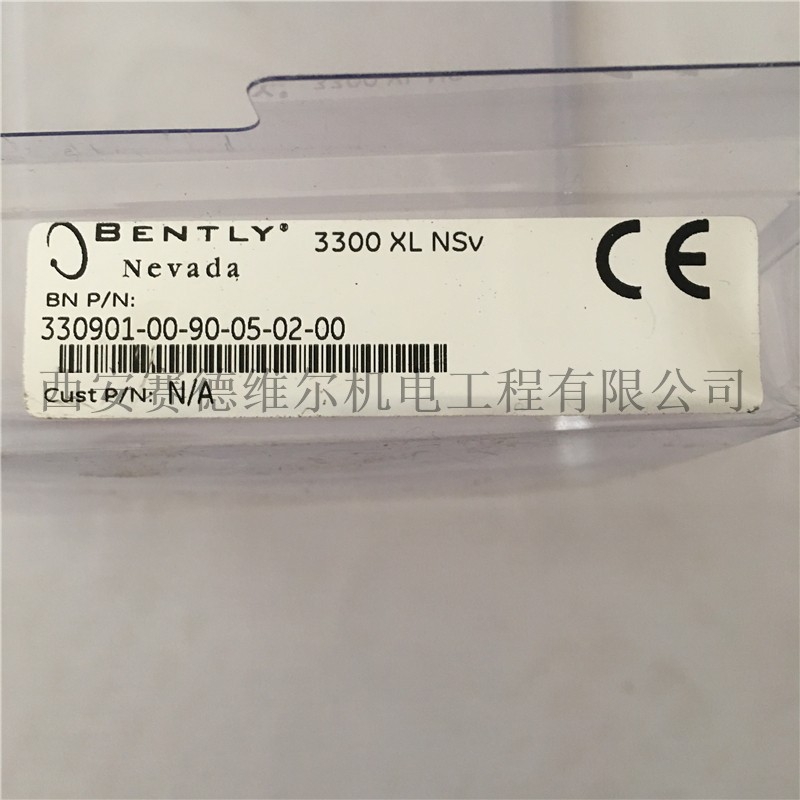 BENTLY® 3300 XL NSv
Nevada
BN P/N:
330901-00-90-05-02-00
西安赛德维尔机电工程有限公司
Cust P/N: N/A
CE